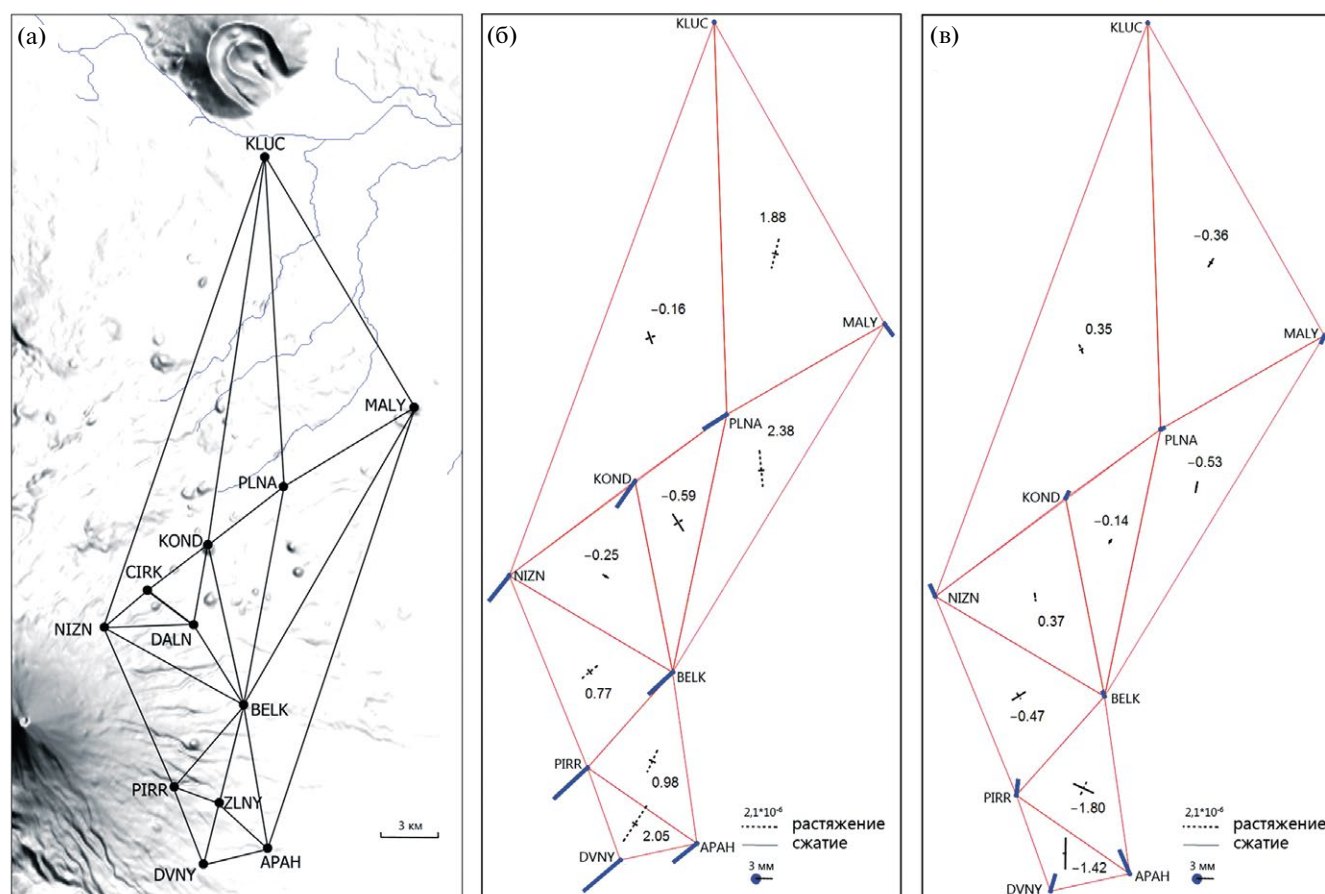 (а)
KLUC
MALY
PLNA
KOND
CIRK
NIZN
DALN
BELK
PIRR
ZLNY
DVNY
APAH
3 км
(б)
KLUC
1.88
−0.16
MALY
PLNA
2.38
KOND
−0.59
−0.25
NIZN
BELK
0.77
PIRR
0.98
2.05
APAH
DVNY
2,1*10⁻⁶
растяжение
сжатие
3 мм
(в)
KLUC
−0.36
0.35
MALY
PLNA
−0.53
KOND
−0.14
NIZN
0.37
BELK
−0.47
PIRR
−1.80
−1.42
APAH
DVNY
2,1*10⁻⁶
растяжение
сжатие
3 мм